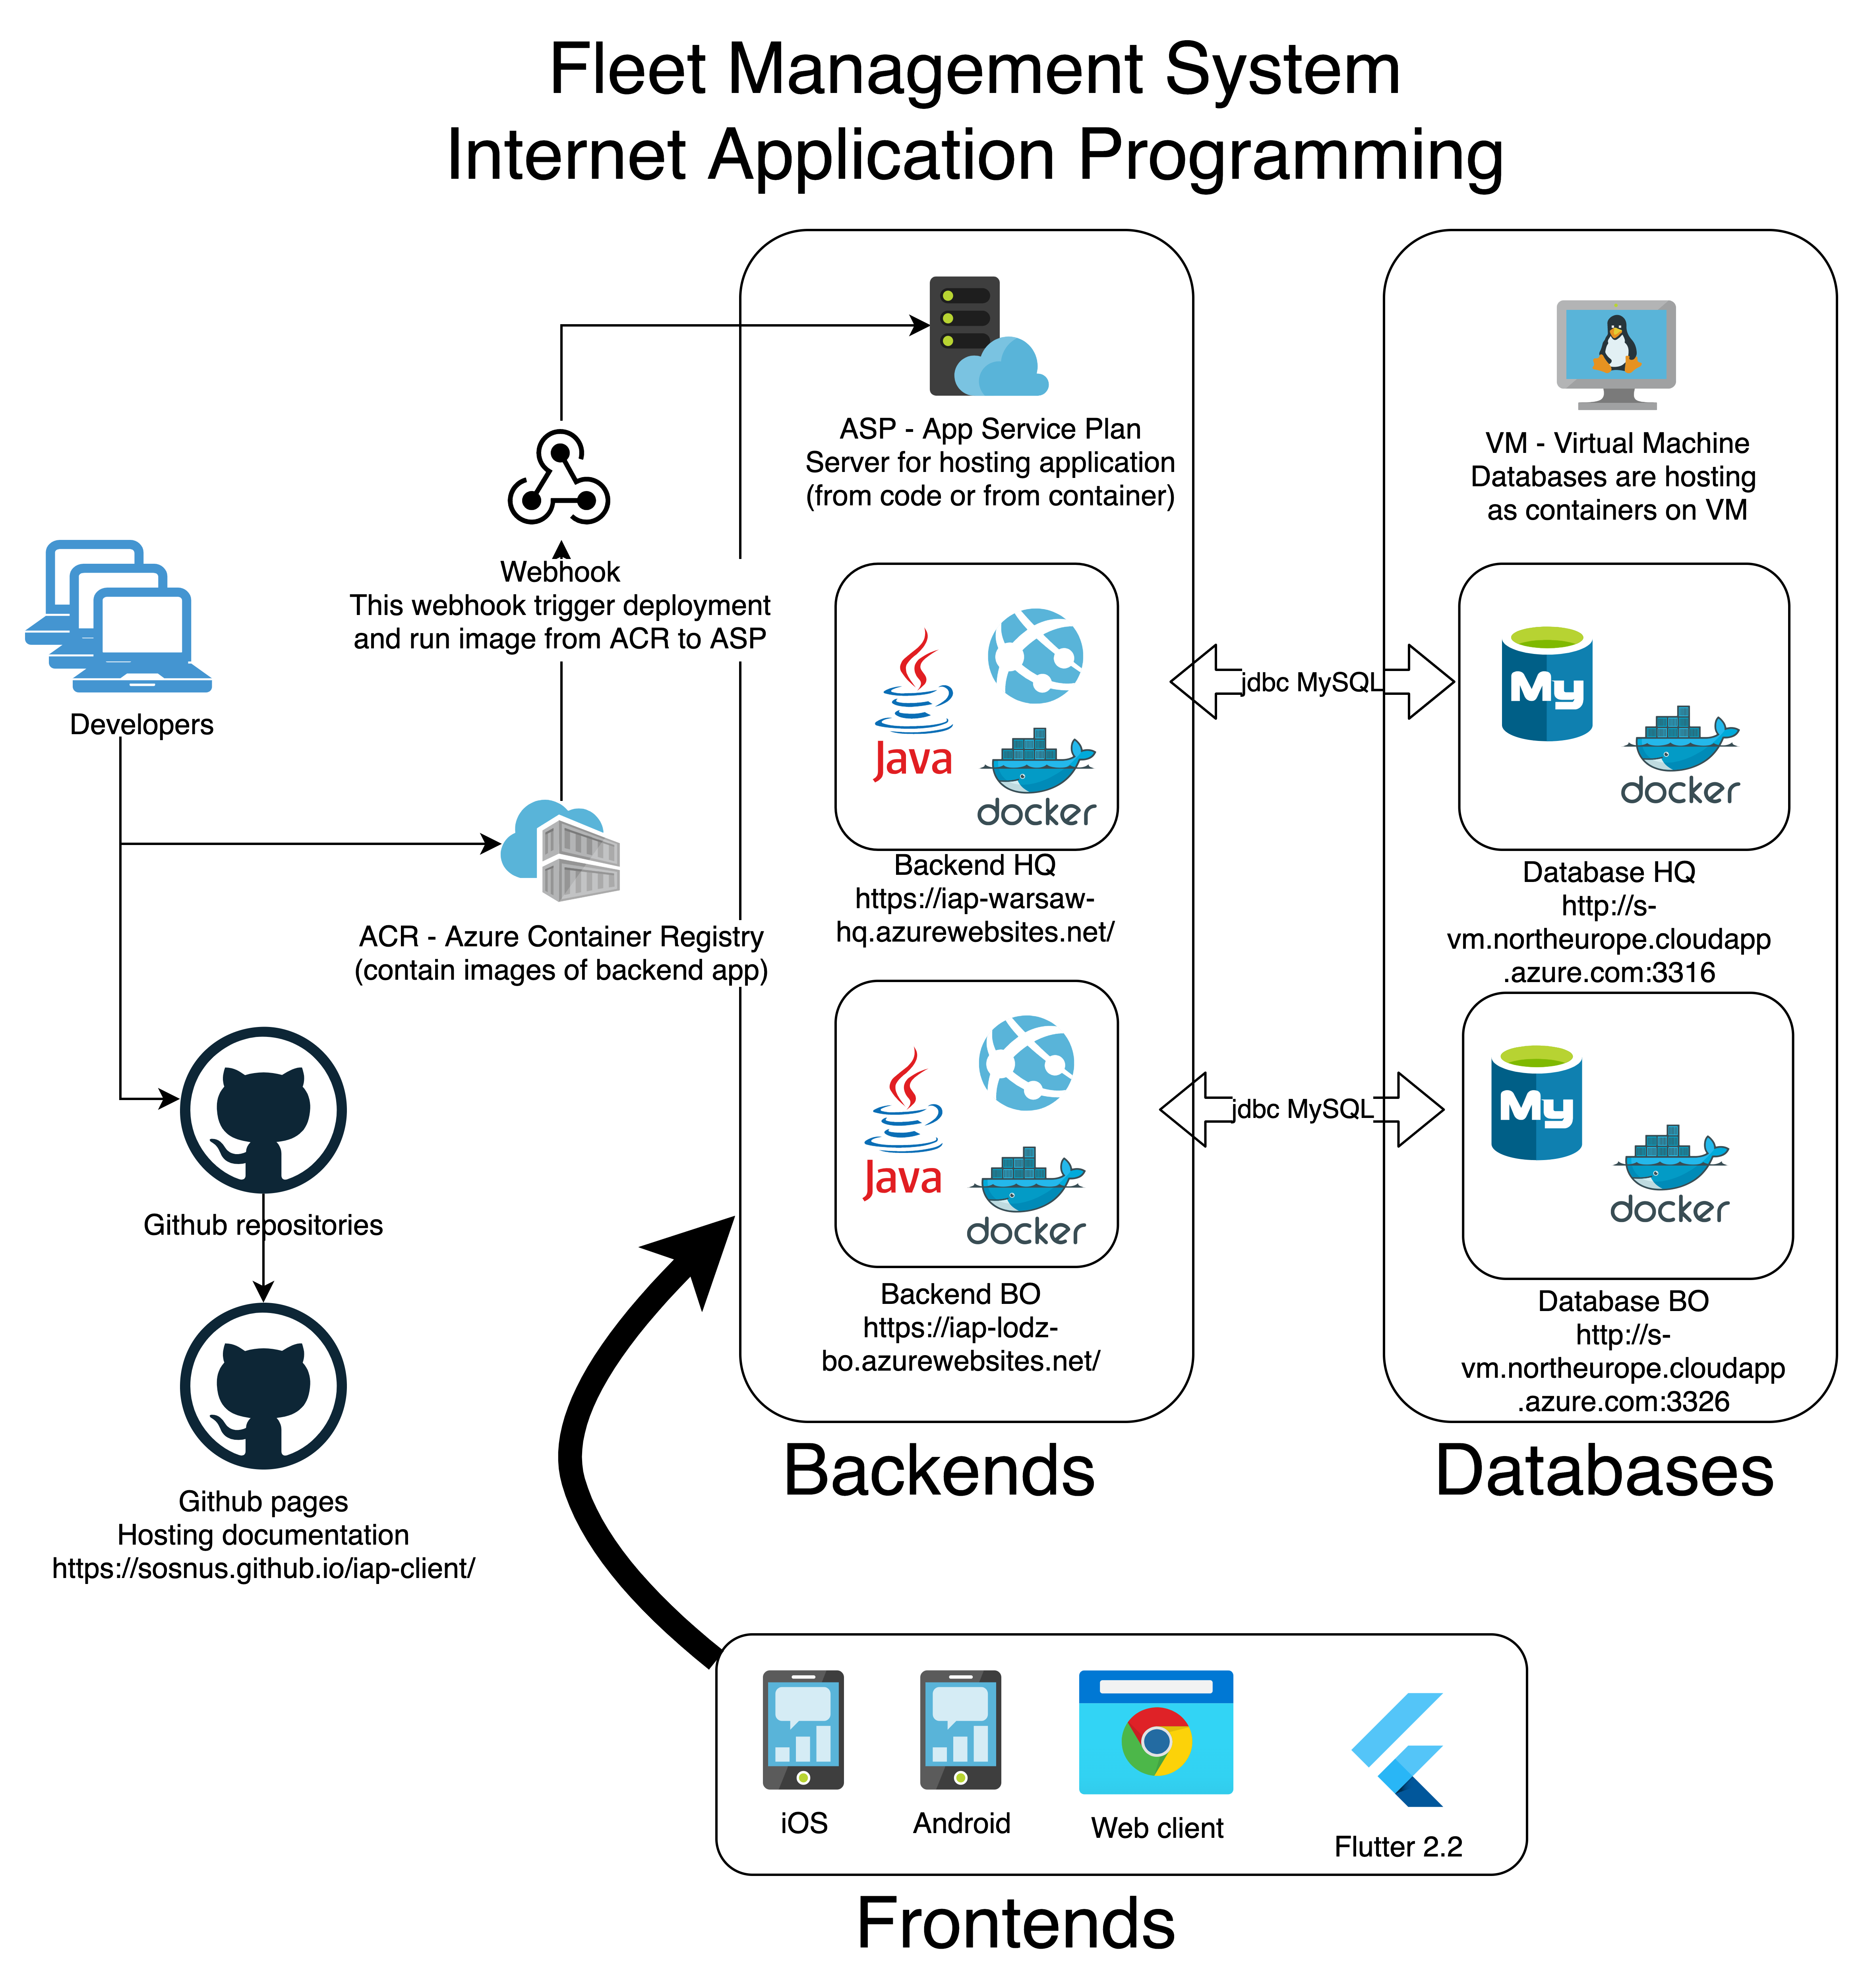 Fleet Management System
Internet Application Programming
ASP - App Service Plan
Server for hosting application
(from code or from container)
VM - Virtual Machine
Databases are hosting
as containers on VM
Webhook
This webhook trigger deployment
and run image from ACR to ASP
Developers
Java
docker
jdbc MySQL
My
docker
Backend HQ
https://iap-warsaw-
hq.azurewebsites.net/
Database HQ
http://s-
vm.northeurope.cloudapp
.azure.com:3316
ACR - Azure Container Registry
(contain images of backend app)
Java
docker
jdbc MySQL
My
docker
Github repositories
Backend BO
https://iap-lodz-
bo.azurewebsites.net/
Database BO
http://s-
vm.northeurope.cloudapp
.azure.com:3326
Backends
Databases
Github pages
Hosting documentation
https://sosnus.github.io/iap-client/
iOS
Android
Web client
Flutter 2.2
Frontends